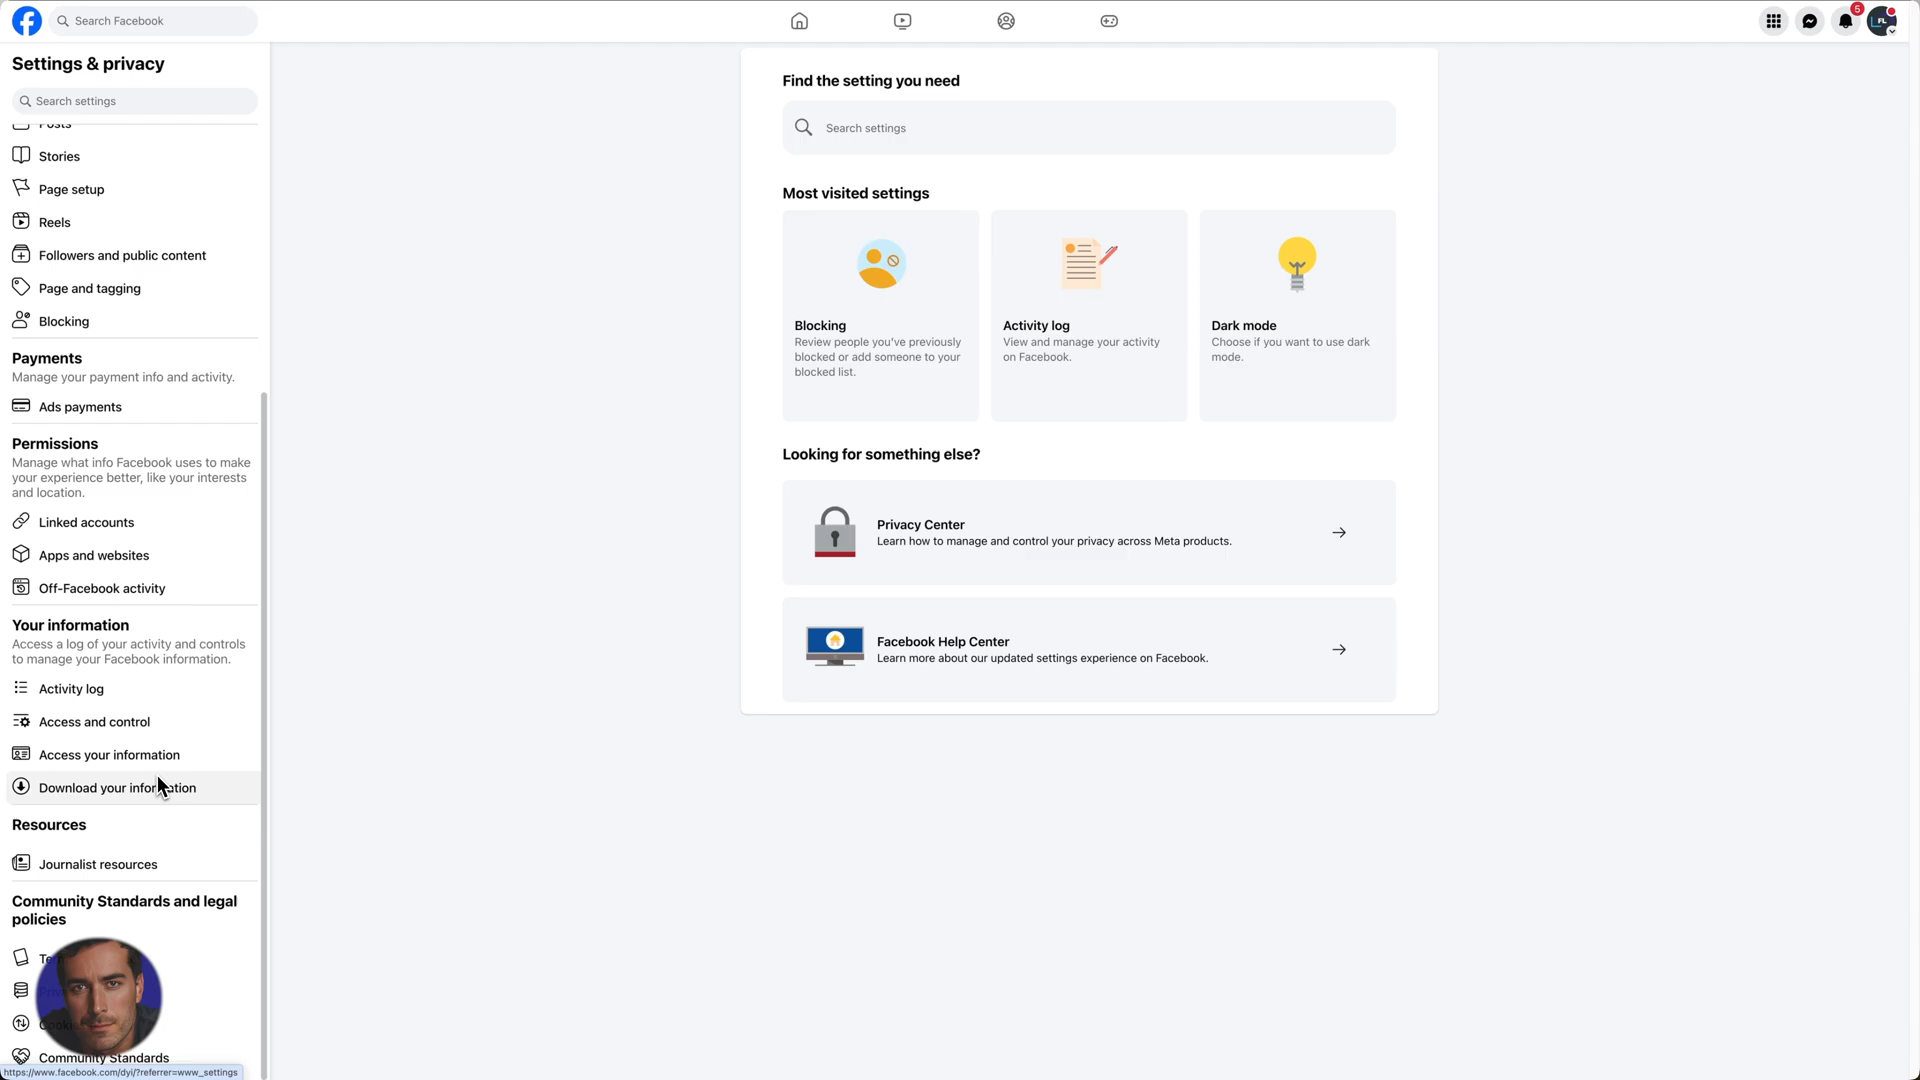 Search Facebook
5
FL
Settings & privacy
Search settings
Posts
Stories
Page setup
Reels
Followers and public content
Page and tagging
Blocking
Payments
Manage your payment info and activity.
Ads payments
Permissions
Manage what info Facebook uses to make
your experience better, like your interests
and location.
Linked accounts
Apps and websites
Off-Facebook activity
Your information
Access a log of your activity and controls
to manage your Facebook information.
Activity log
Access and control
Access your information
Download your information
Resources
Journalist resources
Community Standards and legal
policies
Community Standards
https://www.facebook.com/dyi/?referrer=www_settings
Find the setting you need
Search settings
Most visited settings
Blocking
Review people you've previously
blocked or add someone to your
blocked list.
Activity log
View and manage your activity
on Facebook.
Dark mode
Choose if you want to use dark
mode.
Looking for something else?
Privacy Center
Learn how to manage and control your privacy across Meta products.
Facebook Help Center
Learn more about our updated settings experience on Facebook.